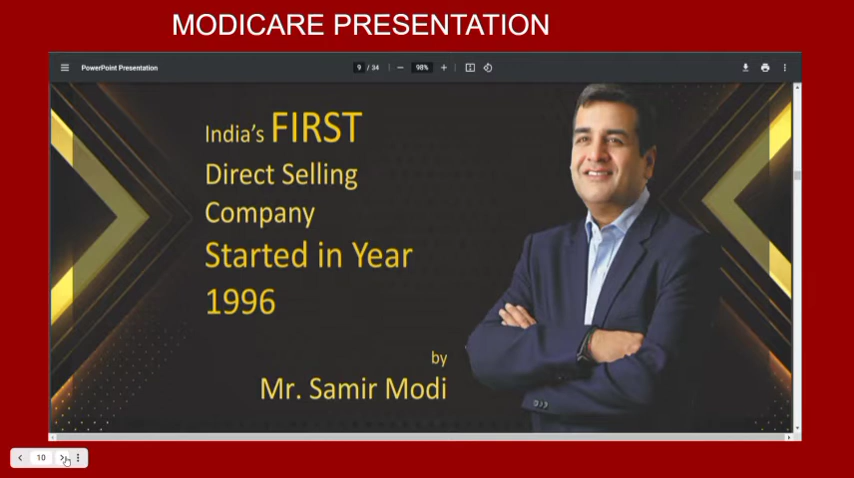 MODICARE PRESENTATION
PowerPoint Presentation
9 / 34
98%
India's FIRST
Direct Selling
Company
Started in Year
1996
by
Mr. Samir Modi
10